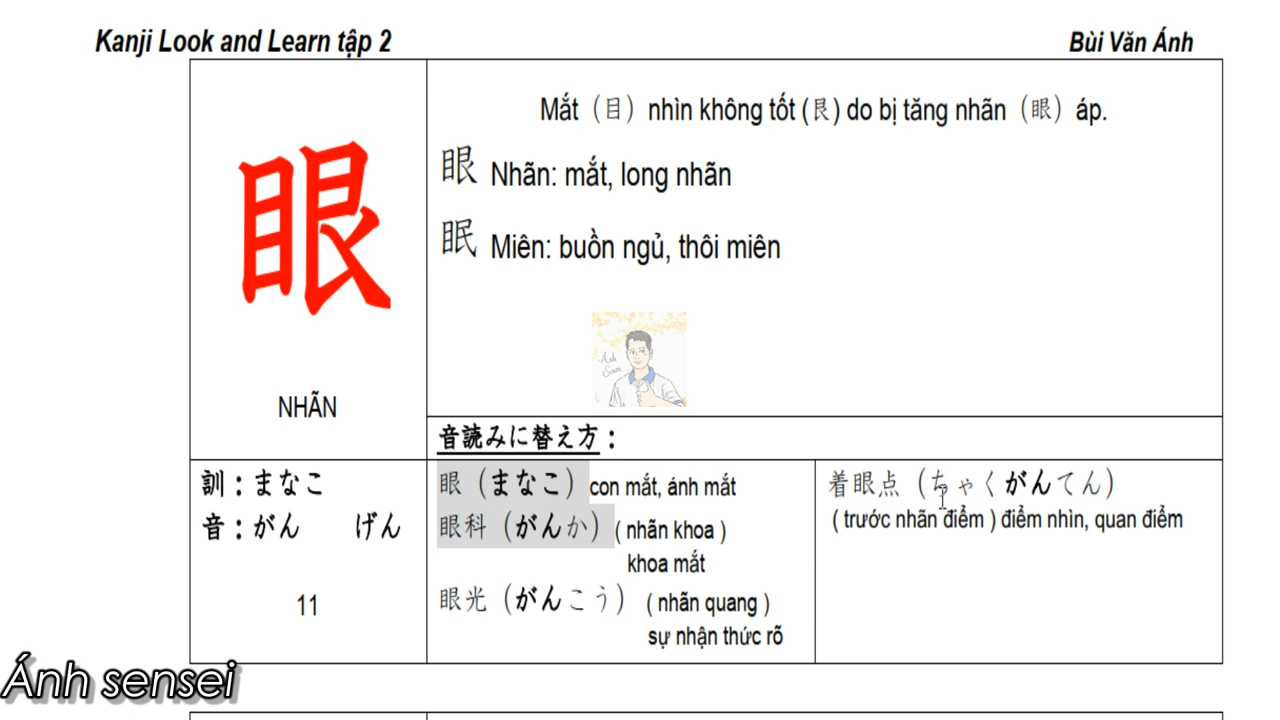 Kanji Look and Learn tập 2
Bùi Văn Ánh
眼
NHÃN
Mắt（目）nhìn không tốt (艮) do bị tăng nhãn（眼）áp.
眼 Nhãn: mắt, long nhãn
眠 Miên: buồn ngủ, thôi miên
Ánh
Sensei
音読みに替え方：
訓：まなこ
音：がん げん
11
眼（まなこ）con mắt, ánh mắt
眼科（がんか）( nhãn khoa )
khoa mắt
眼光（がんこう） ( nhãn quang )
sự nhận thức rõ
着眼点（ちゃくがんてん）
( trước nhãn điểm ) điểm nhìn, quan điểm
Ánh sensei